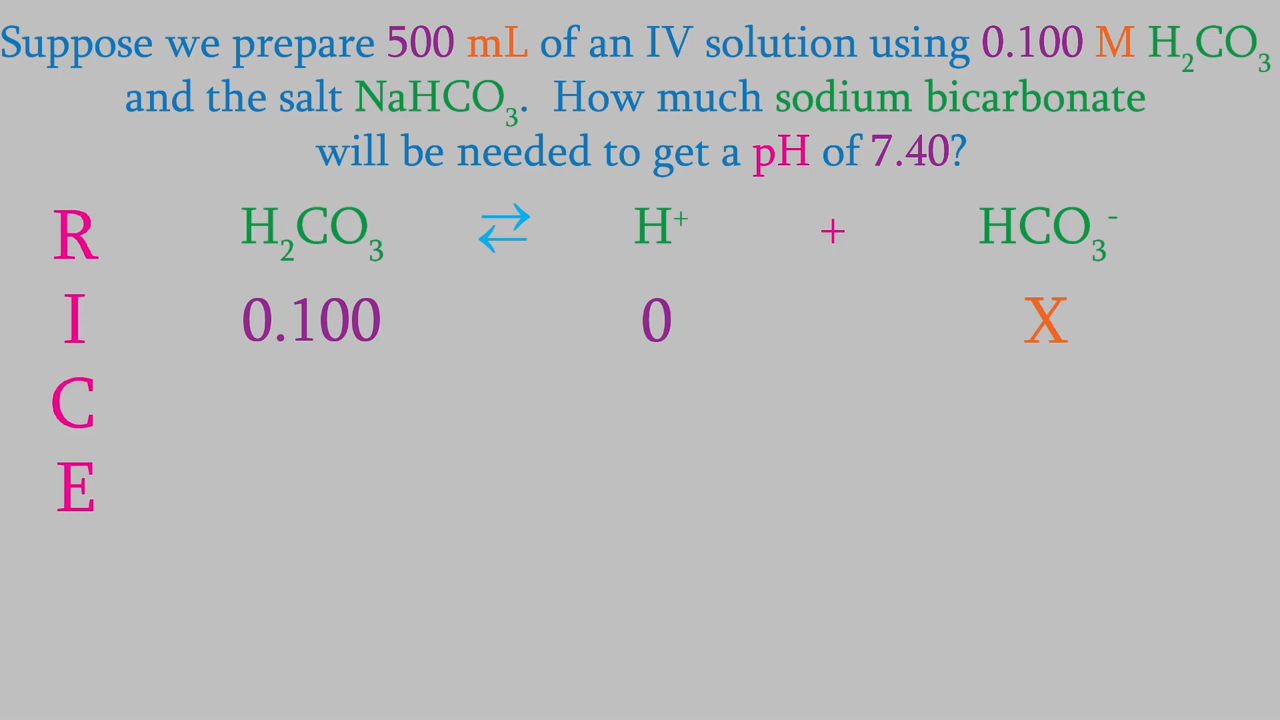 Suppose we prepare 500 mL of an IV solution using 0.100 M H₂CO₃
and the salt NaHCO₃. How much sodium bicarbonate
will be needed to get a pH of 7.40?
R H₂CO₃ ⇄ H⁺ + HCO₃⁻
I 0.100 0 X
C
E